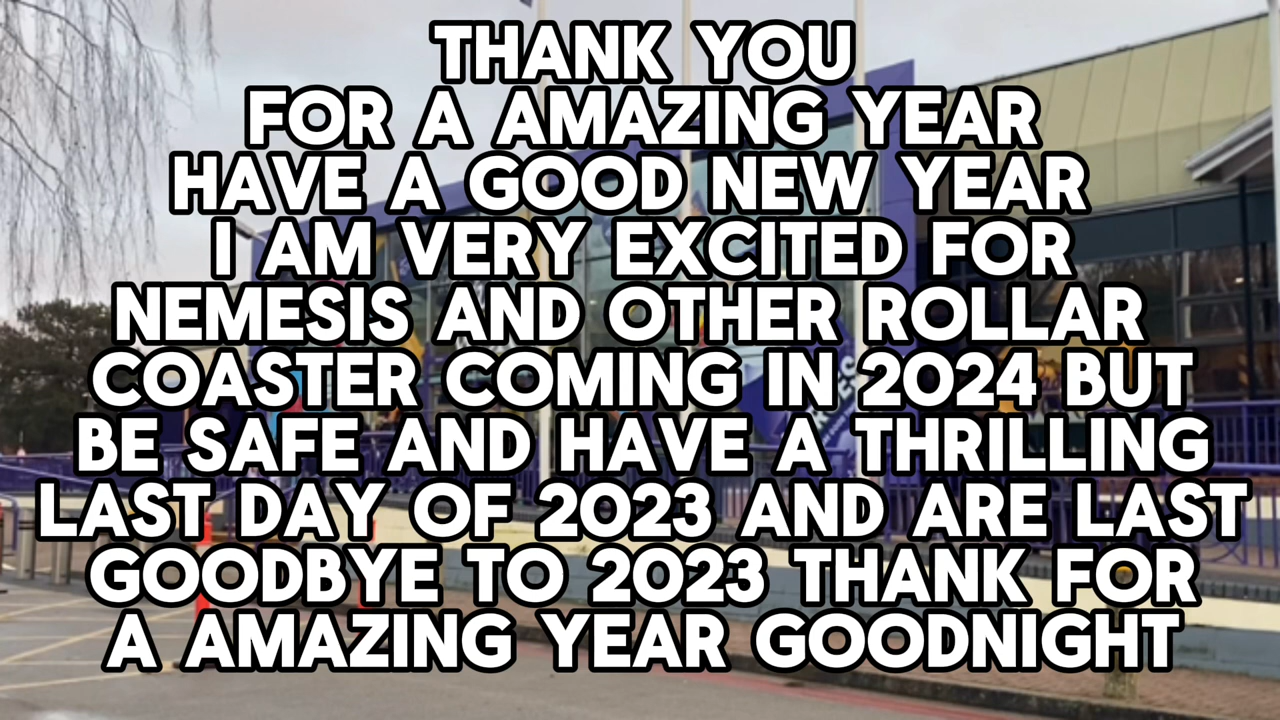 THANK YOU
FOR A AMAZING YEAR
HAVE A GOOD NEW YEAR
I AM VERY EXCITED FOR
NEMESIS AND OTHER ROLLAR
COASTER COMING IN 2024 BUT
BE SAFE AND HAVE A THRILLING
LAST DAY OF 2023 AND ARE LAST
GOODBYE TO 2023 THANK FOR
A AMAZING YEAR GOODNIGHT